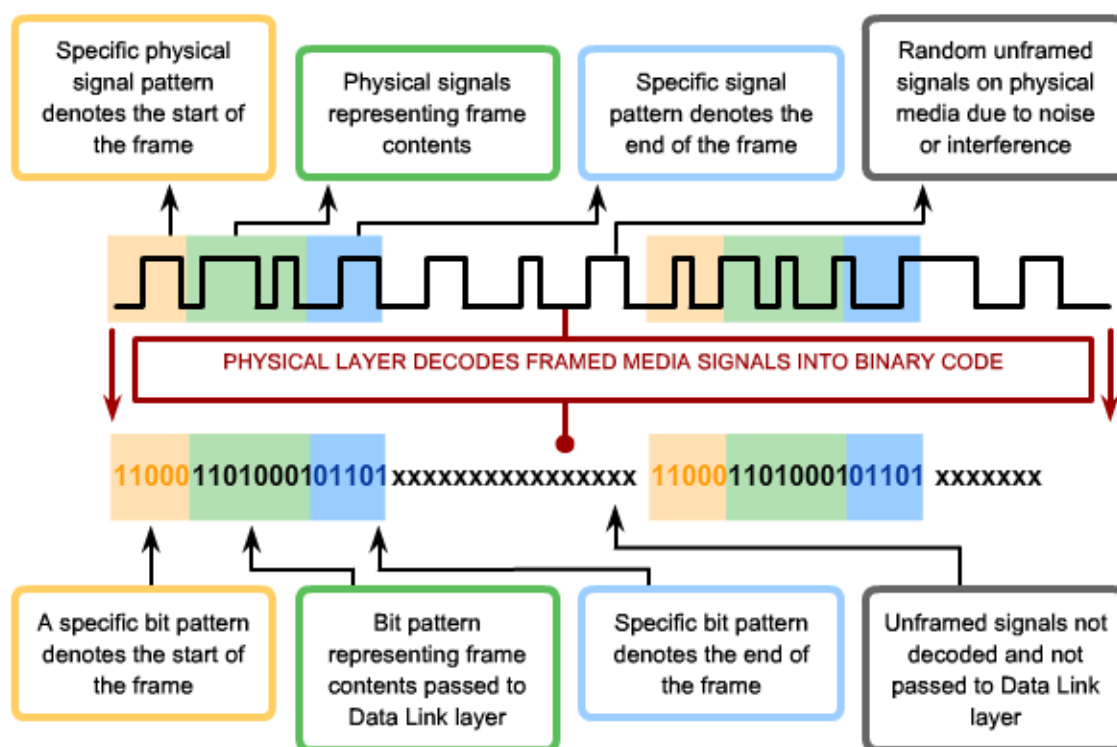 Specific physical
signal pattern
denotes the start of
the frame
Physical signals
representing frame
contents
Specific signal
pattern denotes the
end of the frame
Random unframed
signals on physical
media due to noise
or interference
PHYSICAL LAYER DECODES FRAMED MEDIA SIGNALS INTO BINARY CODE
110001101000101101xxxxxxxxxxxxxxxx 110001101000101101 xxxxxxx
A specific bit pattern
denotes the start of
the frame
Bit pattern
representing frame
contents passed to
Data Link layer
Specific bit pattern
denotes the end of
the frame
Unframed signals not
decoded and not
passed to Data Link
layer